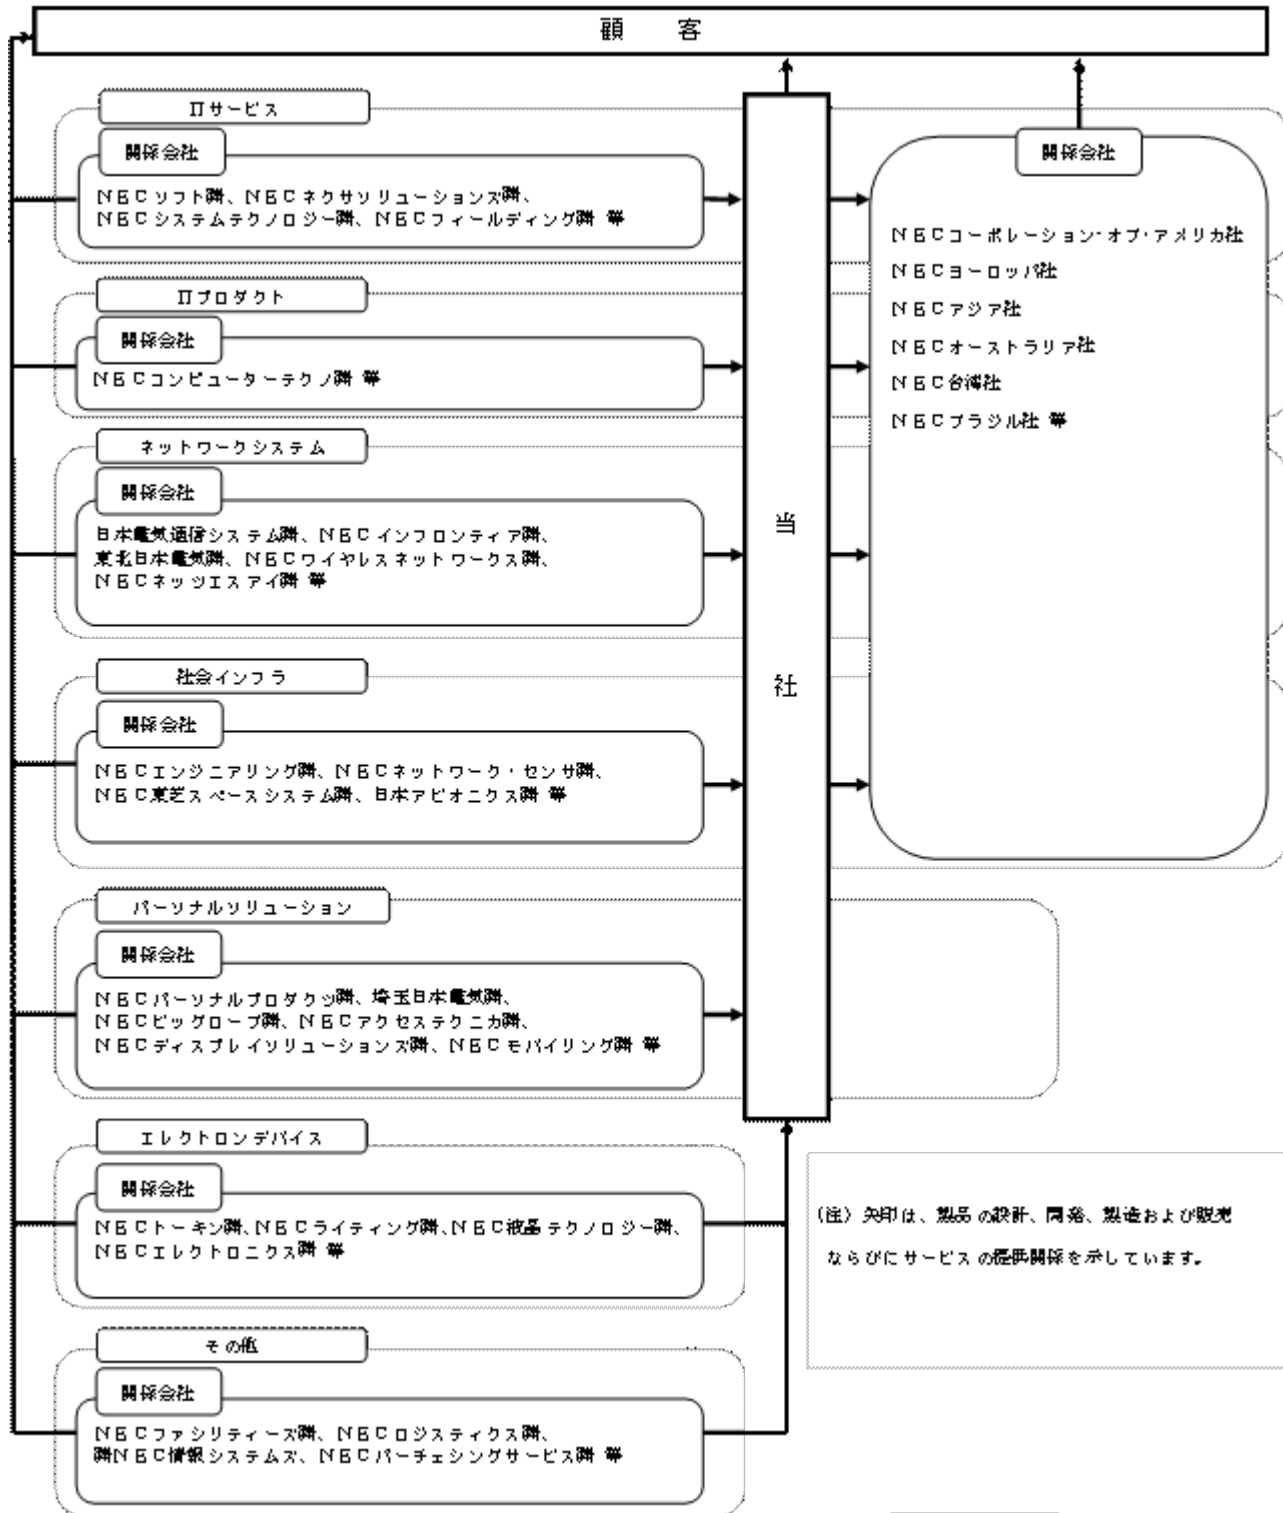 顧　客
ITサービス
関係会社
NECソフト㈱、NECネクサソリューションズ㈱、
NECシステムテクノロジー㈱、NECフィールディング㈱ 等
ITプロダクト
関係会社
NECコンピューターテクノ㈱ 等
ネットワークシステム
関係会社
日本電気通信システム㈱、NECインフロンティア㈱、
東北日本電気㈱、NECワイヤレスネットワークス㈱、
NECネッツエスアイ㈱ 等
社会インフラ
関係会社
NECエンジニアリング㈱、NECネットワーク・センサ㈱、
NEC東芝スペースシステム㈱、日本アビオニクス㈱ 等
パーソナルソリューション
関係会社
NECパーソナルプロダクツ㈱、埼玉日本電気㈱、
NECビッグローブ㈱、NECアクセステクニカ㈱、
NECディスプレイソリューションズ㈱、NECモバイリング㈱ 等
エレクトロンデバイス
関係会社
NECトーキン㈱、NECライティング㈱、NEC液晶テクノロジー㈱、
NECエレクトロニクス㈱ 等
その他
関係会社
NECファシリティーズ㈱、NECロジスティクス㈱、
㈱NEC情報システムズ、NECパーチェシングサービス㈱ 等
当
社
関係会社
NECコーポレーション・オブ・アメリカ社
NECヨーロッパ社
NECアジア社
NECオーストラリア社
NEC台湾社
NECブラジル社 等
(注) 矢印は、製品の設計、開発、製造および販売
ならびにサービスの提供関係を示しています。